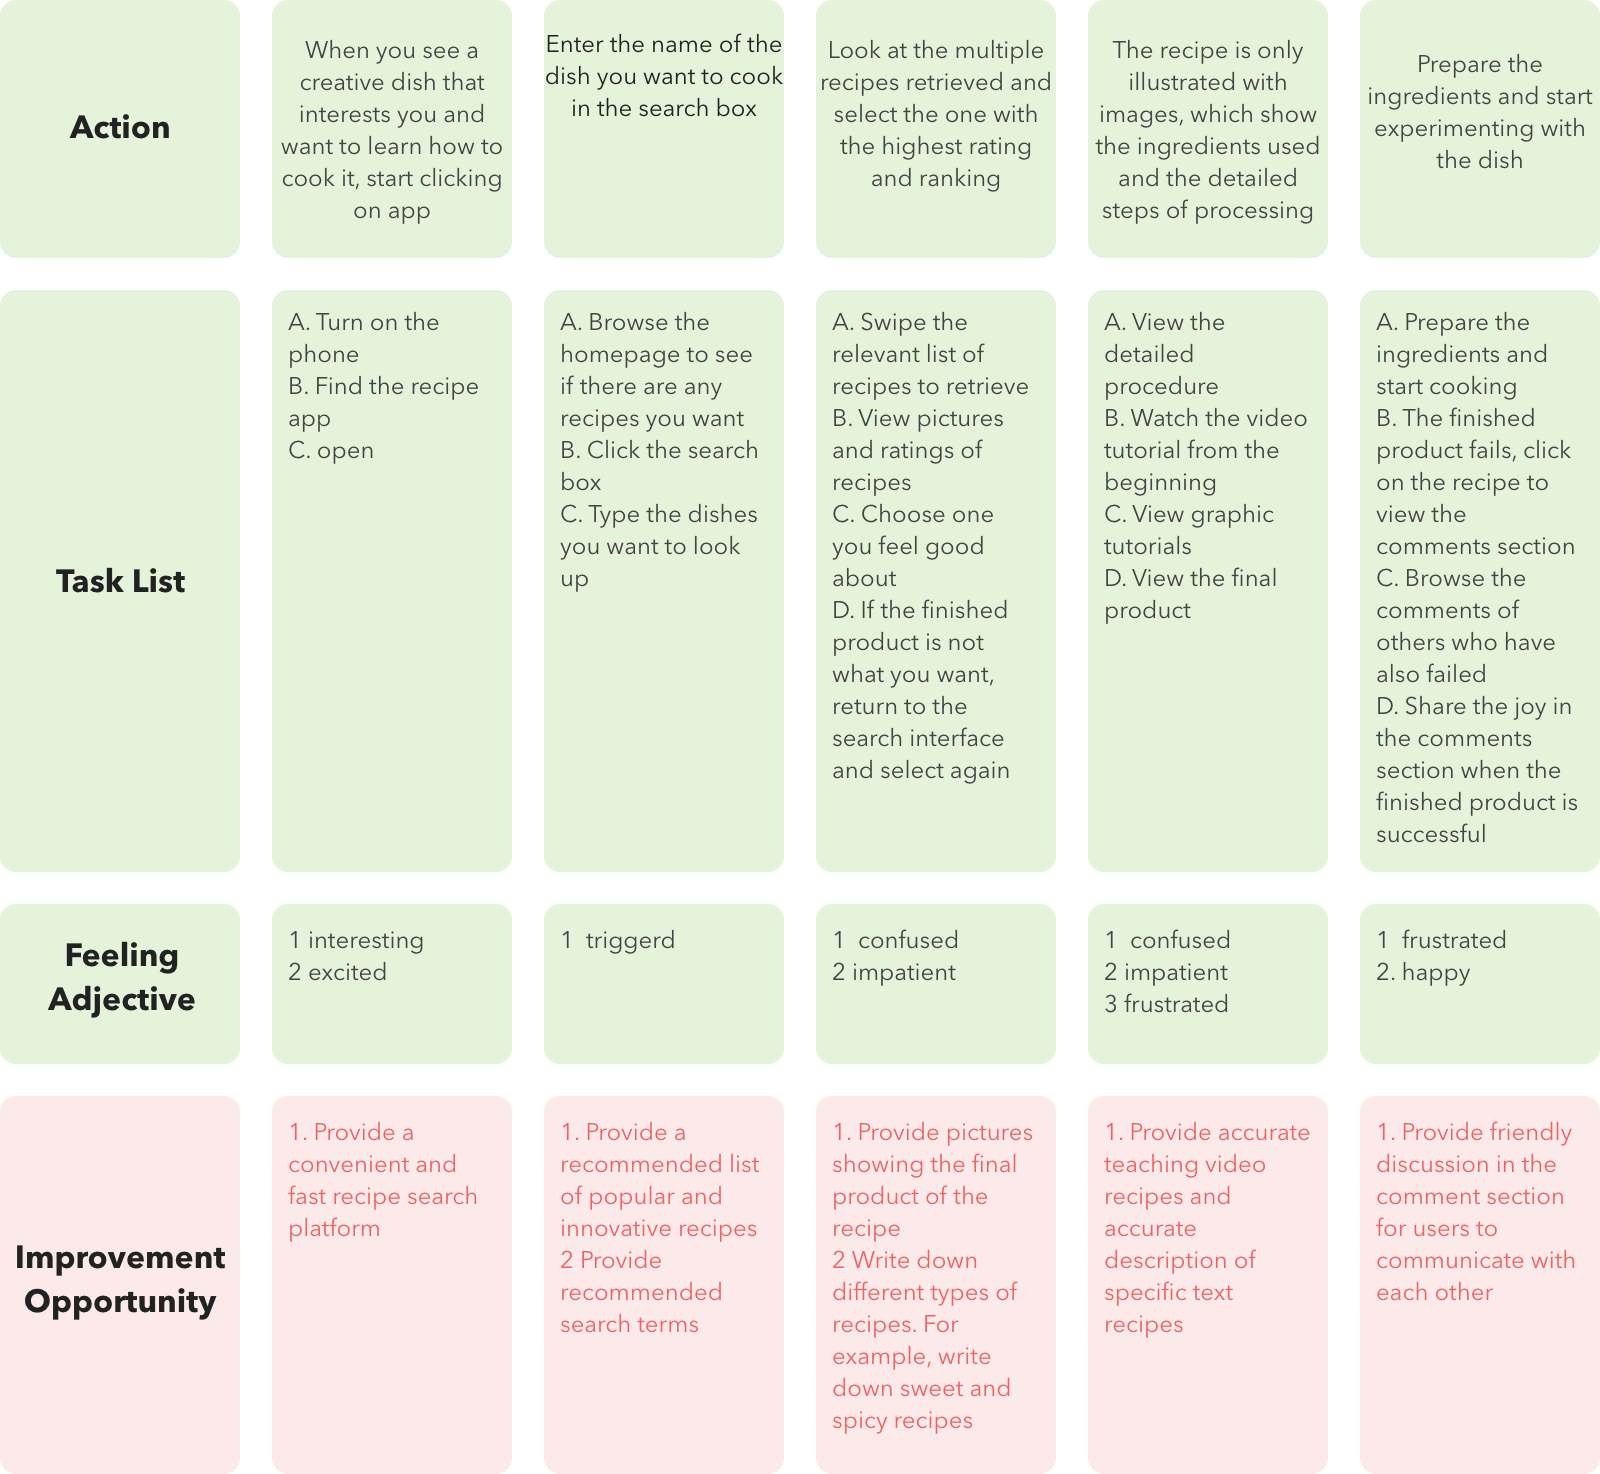 Action
When you see a
creative dish that
interests you and
want to learn how to
cook it, start clicking
on app
Enter the name of the
dish you want to cook
in the search box
Look at the multiple
recipes retrieved and
select the one with
the highest rating
and ranking
The recipe is only
illustrated with
images, which show
the ingredients used
and the detailed
steps of processing
Prepare the
ingredients and start
experimenting with
the dish
Task List
A. Turn on the
phone
B. Find the recipe
app
C. open
A. Browse the
homepage to see
if there are any
recipes you want
B. Click the search
box
C. Type the dishes
you want to look
up
A. Swipe the
relevant list of
recipes to retrieve
B. View pictures
and ratings of
recipes
C. Choose one
you feel good
about
D. If the finished
product is not
what you want,
return to the
search interface
and select again
A. View the
detailed
procedure
B. Watch the video
tutorial from the
beginning
C. View graphic
tutorials
D. View the final
product
A. Prepare the
ingredients and
start cooking
B. The finished
product fails, click
on the recipe to
view the
comments section
C. Browse the
comments of
others who have
also failed
D. Share the joy in
the comments
section when the
finished product is
successful
Feeling
Adjective
1 interesting
2 excited
1 triggerd
1 confused
2 impatient
1 confused
2 impatient
3 frustrated
1 frustrated
2. happy
Improvement
Opportunity
1. Provide a
convenient and
fast recipe search
platform
1. Provide a
recommended list
of popular and
innovative recipes
2 Provide
recommended
search terms
1. Provide pictures
showing the final
product of the
recipe
2 Write down
different types of
recipes. For
example, write
down sweet and
spicy recipes
1. Provide accurate
teaching video
recipes and
accurate
description of
specific text
recipes
1. Provide friendly
discussion in the
comment section
for users to
communicate with
each other